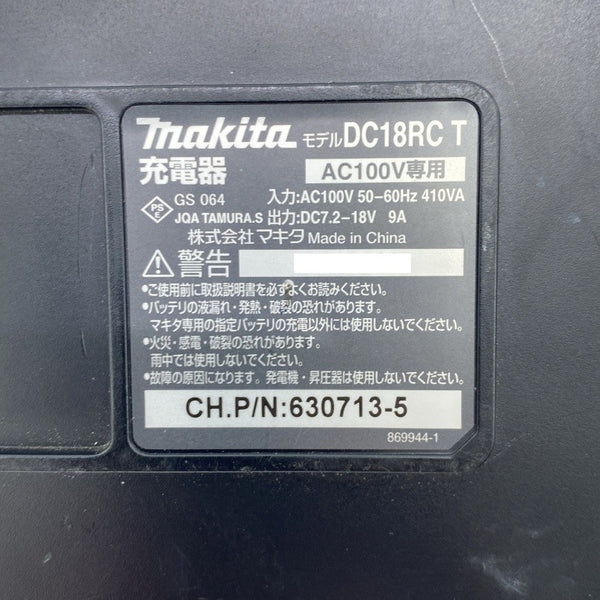 makita モデル DC18RC T
充電器 AC100V専用
PS E GS 064 入力:AC100V 50-60Hz 410VA
JQA TAMURA.S 出力:DC7.2-18V 9A
株式会社マキタ Made in China
警告
•ご使用前に取扱説明書を必ずよくお読みください。
•バッテリの液漏れ・発熱・破裂の恐れがあります。
マキタ専用の指定バッテリの充電以外には使用しないでください。
•火災・感電・破裂の恐れがあります。
雨中では使用しないでください。
•故障の原因になります。発電機・昇圧器は使用しないでください。
CH.P/N:630713-5
869944-1